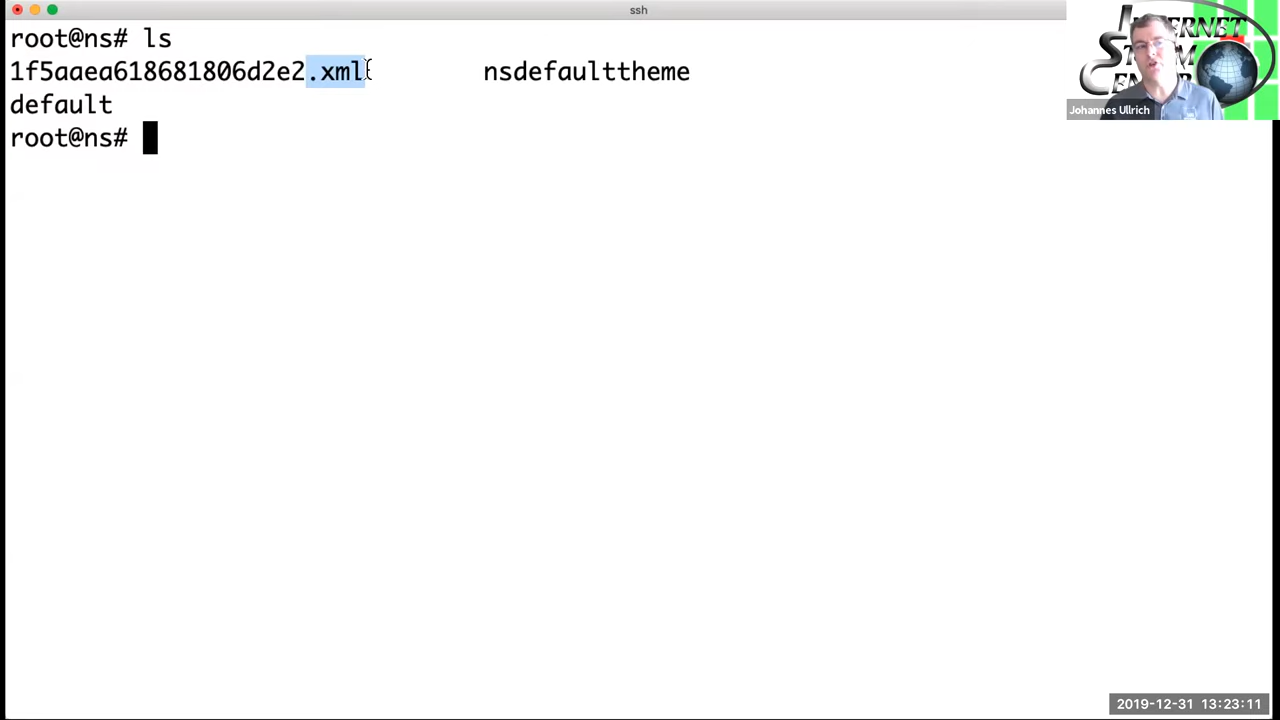 ssh
root@ns# ls
1f5aaea618681806d2e2.xml nsdefaulttheme
default
root@ns#
Johannes Ullrich
2019-12-31 13:23:11